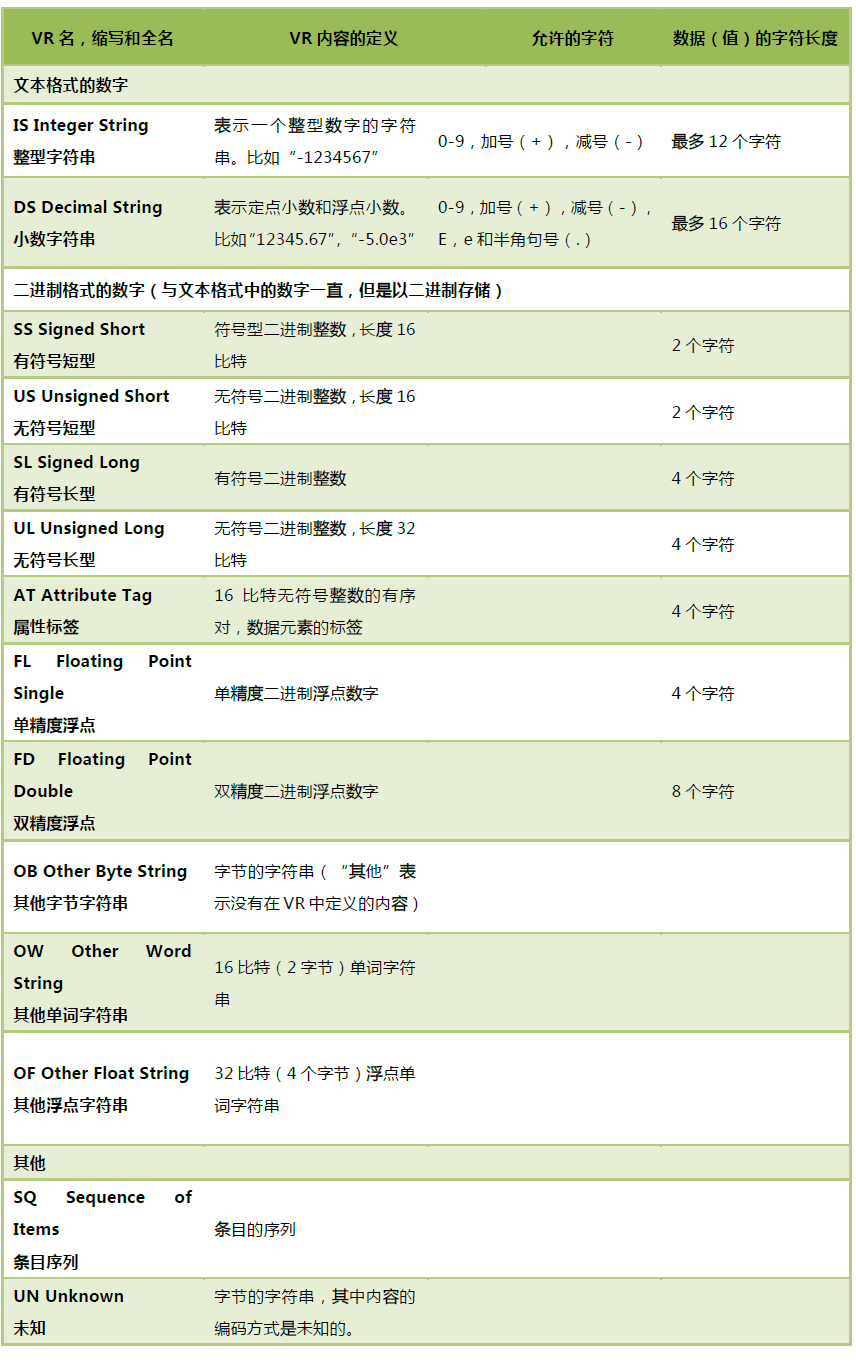 VR 名，缩写和全名 VR 内容的定义 允许的字符 数据（值）的字符长度
文本格式的数字
IS Integer String
整型字符串
表示一个整型数字的字符
串。比如 “-1234567”
0-9，加号（+），减号（-）
最多 12 个字符
DS Decimal String
小数字符串
表示定点小数和浮点小数。
比如“12345.67”，“-5.0e3”
0-9，加号（+），减号（-），
E，e 和半角句号（.）
最多 16 个字符
二进制格式的数字（与文本格式中的数字一直，但是以二进制存储）
SS Signed Short
有符号短型
符号型二进制整数，长度 16
比特
2 个字符
US Unsigned Short
无符号短型
无符号二进制整数，长度 16
比特
2 个字符
SL Signed Long
有符号长型
有符号二进制整数
4 个字符
UL Unsigned Long
无符号长型
无符号二进制整数，长度 32
比特
4 个字符
AT Attribute Tag
属性标签
16 比特无符号整数的有序
对，数据元素的标签
4 个字符
FL Floating Point
Single
单精度浮点
单精度二进制浮点数字
4 个字符
FD Floating Point
Double
双精度浮点
双精度二进制浮点数字
8 个字符
OB Other Byte String
其他字节字符串
字节的字符串（ “其他”表
示没有在 VR 中定义的内容）
OW Other Word
String
其他单词字符串
16 比特（2 字节）单词字符
串
OF Other Float String
其他浮点字符串
32 比特（4 个字节）浮点单
词字符串
其他
SQ Sequence of
Items
条目序列
条目的序列
UN Unknown
未知
字节的字符串，其中内容的
编码方式是未知的。